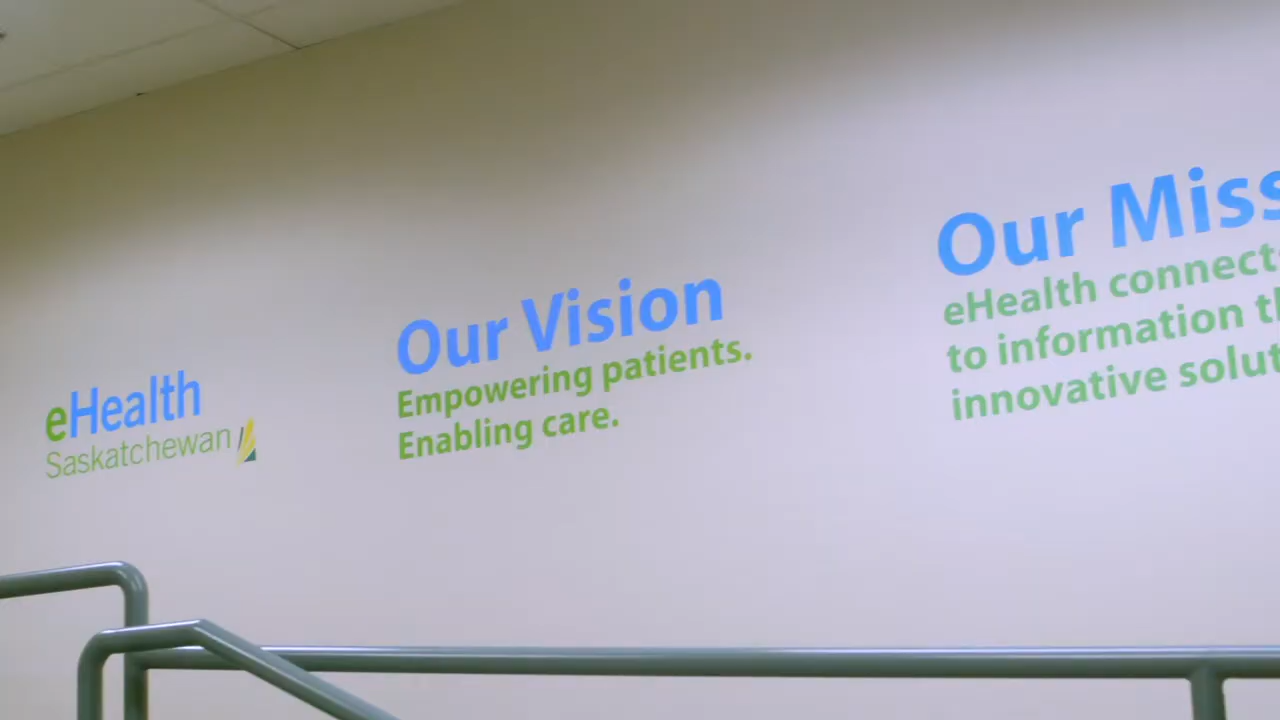 eHealth
Saskatchewan
Our Vision
Empowering patients.
Enabling care.
Our
eHealth
to information
innovative